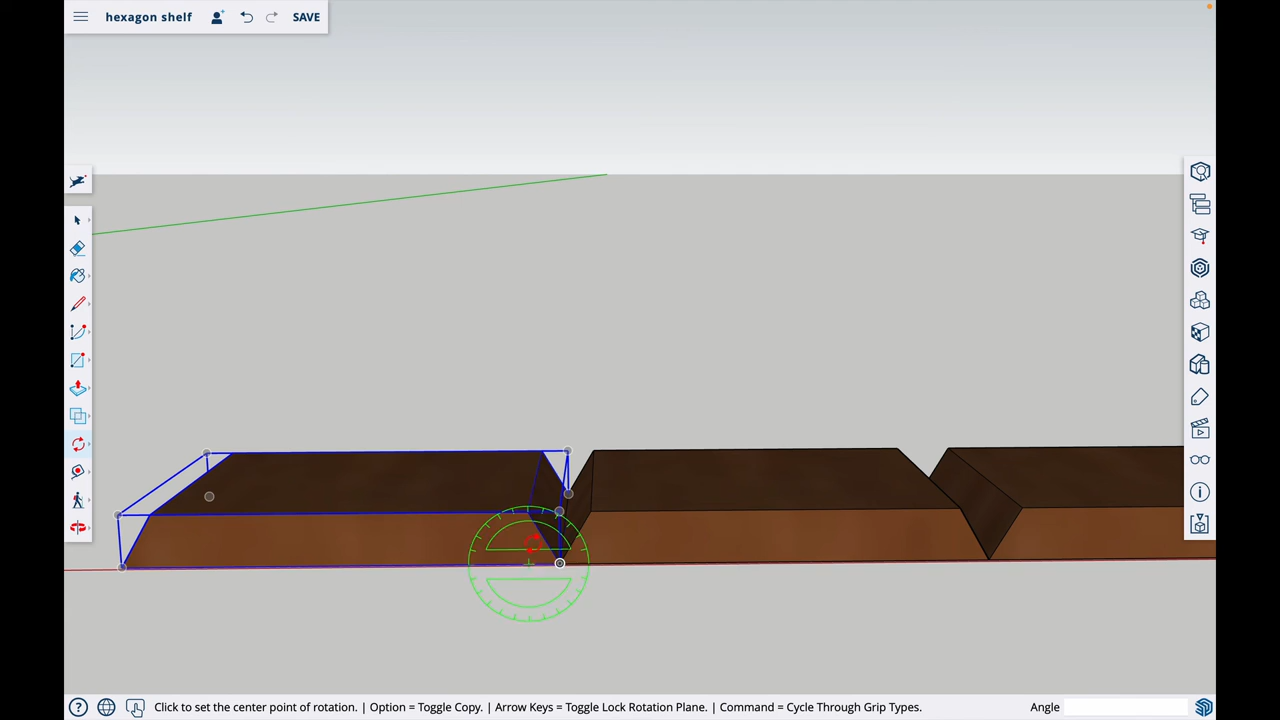 hexagon shelf SAVE
Click to set the center point of rotation. | Option = Toggle Copy. | Arrow Keys = Toggle Lock Rotation Plane. | Command = Cycle Through Grip Types. Angle